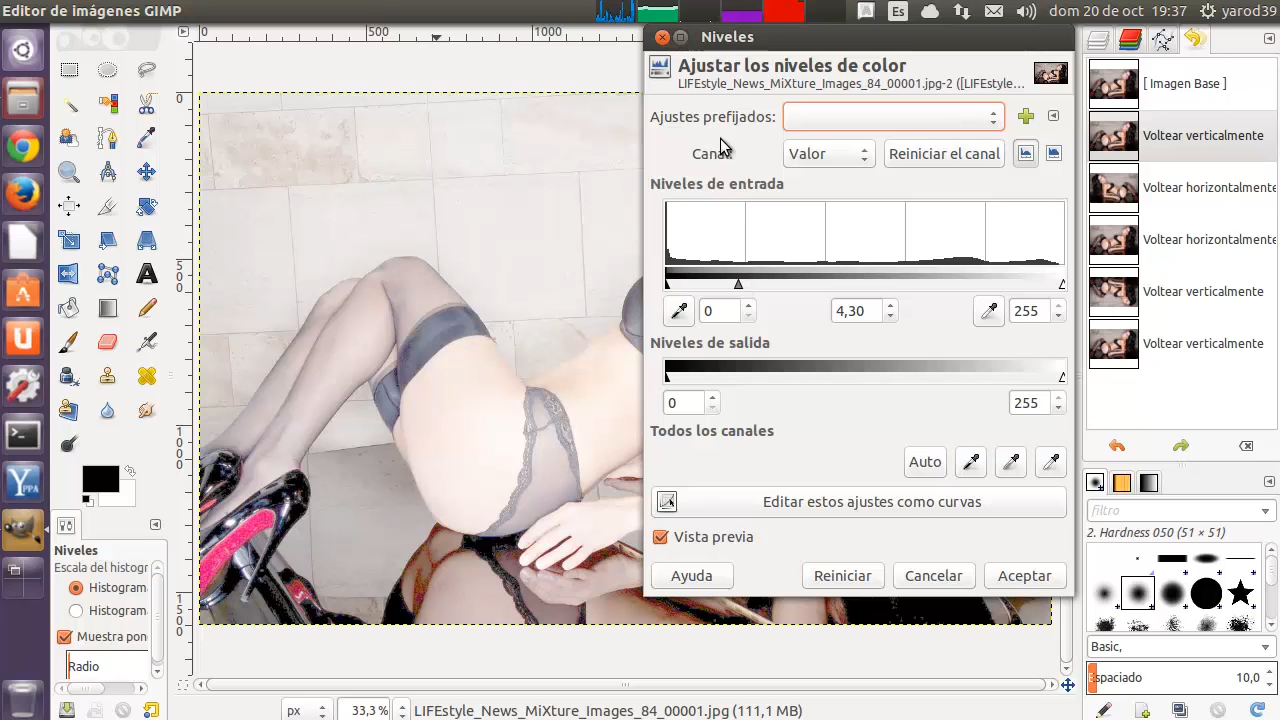 Editor de imágenes GIMP
Es
dom 20 de oct 19:37
yarod39
Niveles
Ajustar los niveles de color
LIFEstyle_News_MiXture_Images_84_00001.jpg-2 ([LIFEstyle...
Ajustes prefijados:
Canal:
Valor
Reiniciar el canal
Niveles de entrada
0
4,30
255
Niveles de salida
0
255
Todos los canales
Auto
Editar estos ajustes como curvas
Vista previa
Ayuda
Reiniciar
Cancelar
Aceptar
[ Imagen Base ]
Voltear verticalmente
Voltear horizontalmente
Voltear horizontalmente
Voltear verticalmente
Voltear verticalmente
filtro
2. Hardness 050 (51 × 51)
Basic,
Espaciado
10,0
Niveles
Escala del histogr
Histogram
Histogram
Muestra pon
Radio
0
500
1000
0
500
1000
1500
px
33,3 %
LIFEstyle_News_MiXture_Images_84_00001.jpg (111,1 MB)